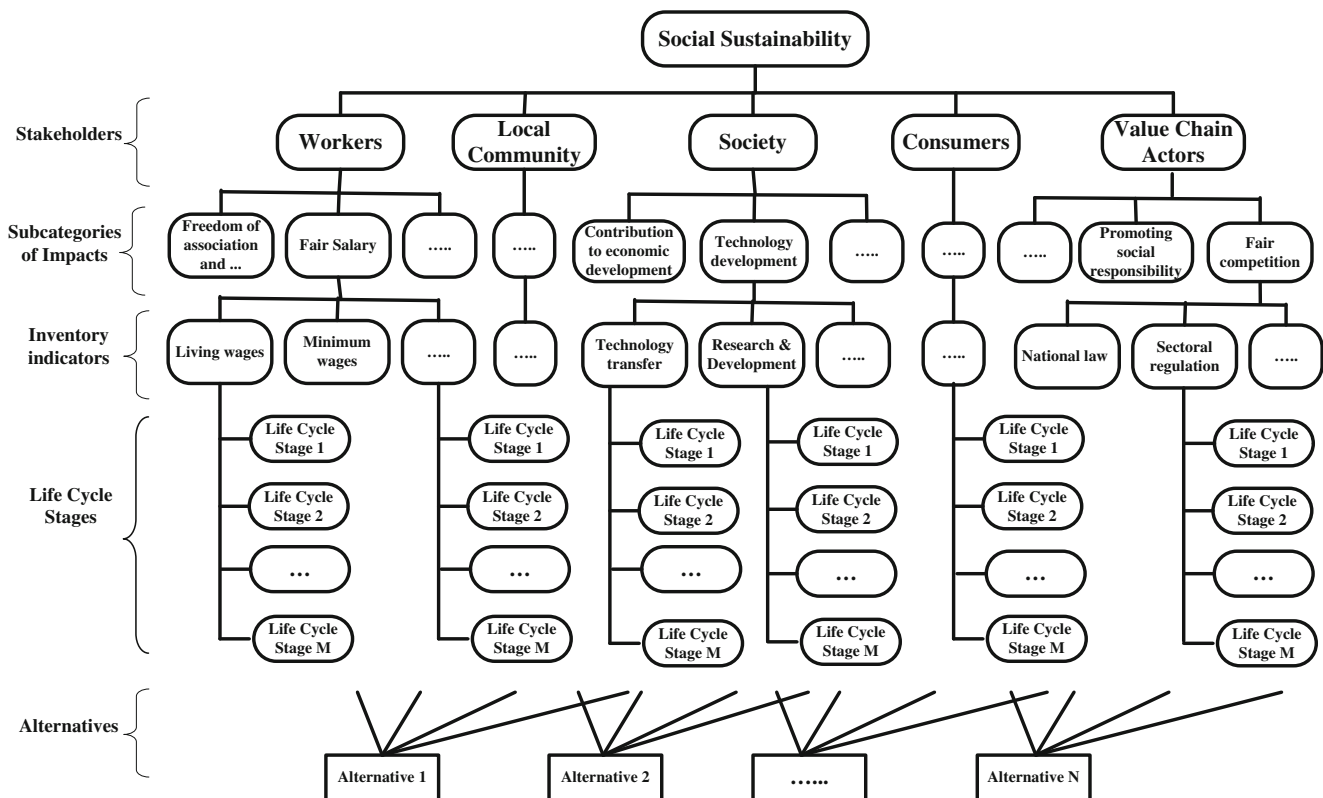 Social Sustainability
Stakeholders
Workers
Local
Community
Society
Consumers
Value Chain
Actors
Subcategories
of Impacts
Freedom of
association
and ...
Fair Salary
…..
…..
Contribution
to economic
development
Technology
development
…..
…..
…..
Promoting
social
responsibility
Fair
competition
Inventory
indicators
Living wages
Minimum
wages
…..
…..
Technology
transfer
Research &
Development
…..
…..
National law
Sectoral
regulation
…..
Life Cycle
Stages
Life Cycle
Stage 1
Life Cycle
Stage 1
Life Cycle
Stage 1
Life Cycle
Stage 1
Life Cycle
Stage 1
Life Cycle
Stage 1
Life Cycle
Stage 2
Life Cycle
Stage 2
Life Cycle
Stage 2
Life Cycle
Stage 2
Life Cycle
Stage 2
Life Cycle
Stage 2
…
…
…
…
…
…
Life Cycle
Stage M
Life Cycle
Stage M
Life Cycle
Stage M
Life Cycle
Stage M
Life Cycle
Stage M
Life Cycle
Stage M
Alternatives
Alternative 1
Alternative 2
…...
Alternative N